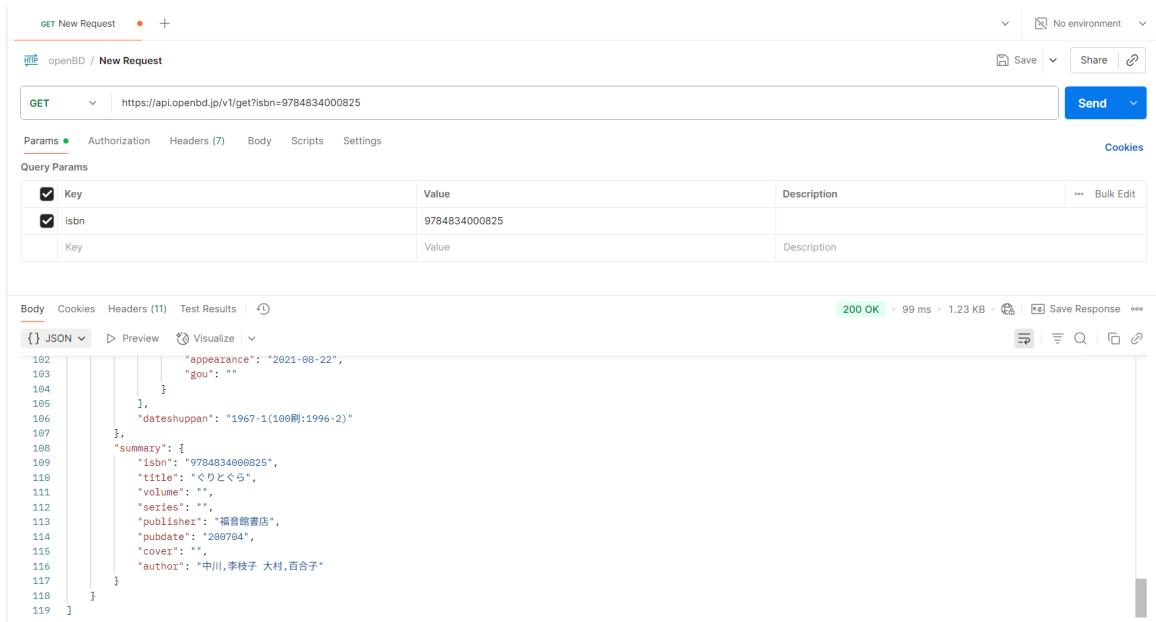 GET New Request
No environment
HTTP openBD / New Request Save Share
GET https://api.openbd.jp/v1/get?isbn=9784834000825 Send
Params Authorization Headers (7) Body Scripts Settings Cookies
Query Params
Key Value Description Bulk Edit
isbn 9784834000825
Key Value Description
Body Cookies Headers (11) Test Results 200 OK 99 ms 1.23 KB Save Response
{} JSON Preview Visualize
102 "appearance": "2021-08-22",
103 "gou": ""
104 }
105 ],
106 "dateshuppan": "1967-1(100刷:1996-2)"
107 },
108 "summary": {
109 "isbn": "9784834000825",
110 "title": "ぐりとぐら",
111 "volume": "",
112 "series": "",
113 "publisher": "福音館書店",
114 "pubdate": "200704",
115 "cover": "",
116 "author": "中川,李枝子 大村,百合子"
117 }
118 }
119 ]